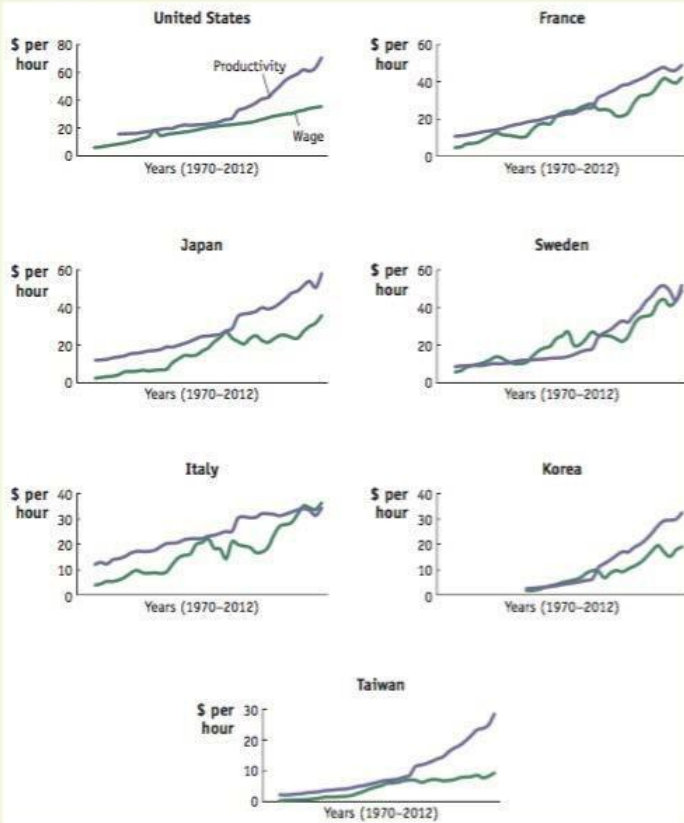 United States
$ per hour
80
60
40
20
0
Productivity
Wage
Years (1970–2012)
France
$ per hour
60
40
20
0
Years (1970–2012)
Japan
$ per hour
60
40
20
0
Years (1970–2012)
Sweden
$ per hour
60
40
20
0
Years (1970–2012)
Italy
$ per hour
40
30
20
10
0
Years (1970–2012)
Korea
$ per hour
40
30
20
10
0
Years (1970–2012)
Taiwan
$ per hour
30
20
10
0
Years (1970–2012)